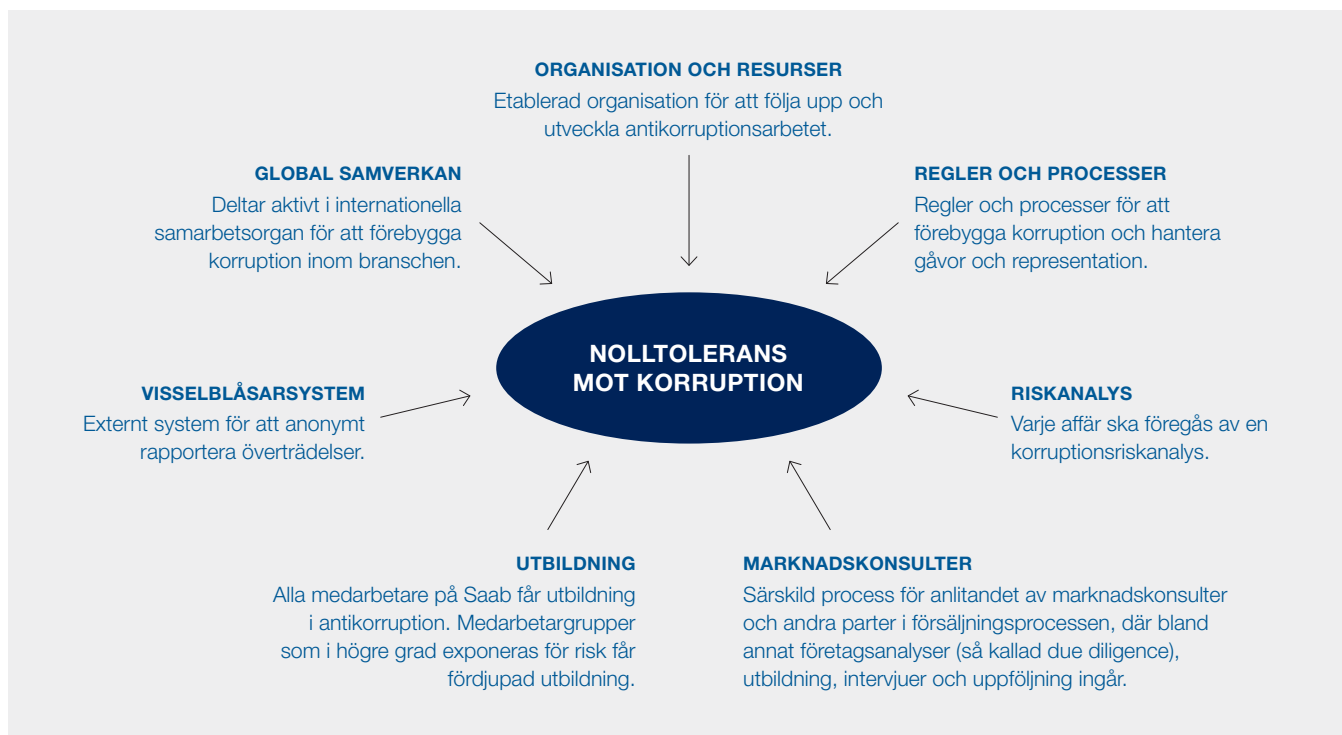 ORGANISATION OCH RESURSER
Etablerad organisation för att följa upp och
utveckla antikorruptionsarbetet.
GLOBAL SAMVERKAN
Deltar aktivt i internationella
samarbetsorgan för att förebygga
korruption inom branschen.
REGLER OCH PROCESSER
Regler och processer för att
förebygga korruption och hantera
gåvor och representation.
NOLLTOLERANS
MOT KORRUPTION
VISSELBLÅSARSYSTEM
Externt system för att anonymt
rapportera överträdelser.
RISKANALYS
Varje affär ska föregås av en
korruptionsriskanalys.
UTBILDNING
Alla medarbetare på Saab får utbildning
i antikorruption. Medarbetargrupper
som i högre grad exponeras för risk får
fördjupad utbildning.
MARKNADSKONSULTER
Särskild process för anlitandet av marknadskonsulter
och andra parter i försäljningsprocessen, där bland
annat företagsanalyser (så kallad due diligence),
utbildning, intervjuer och uppföljning ingår.